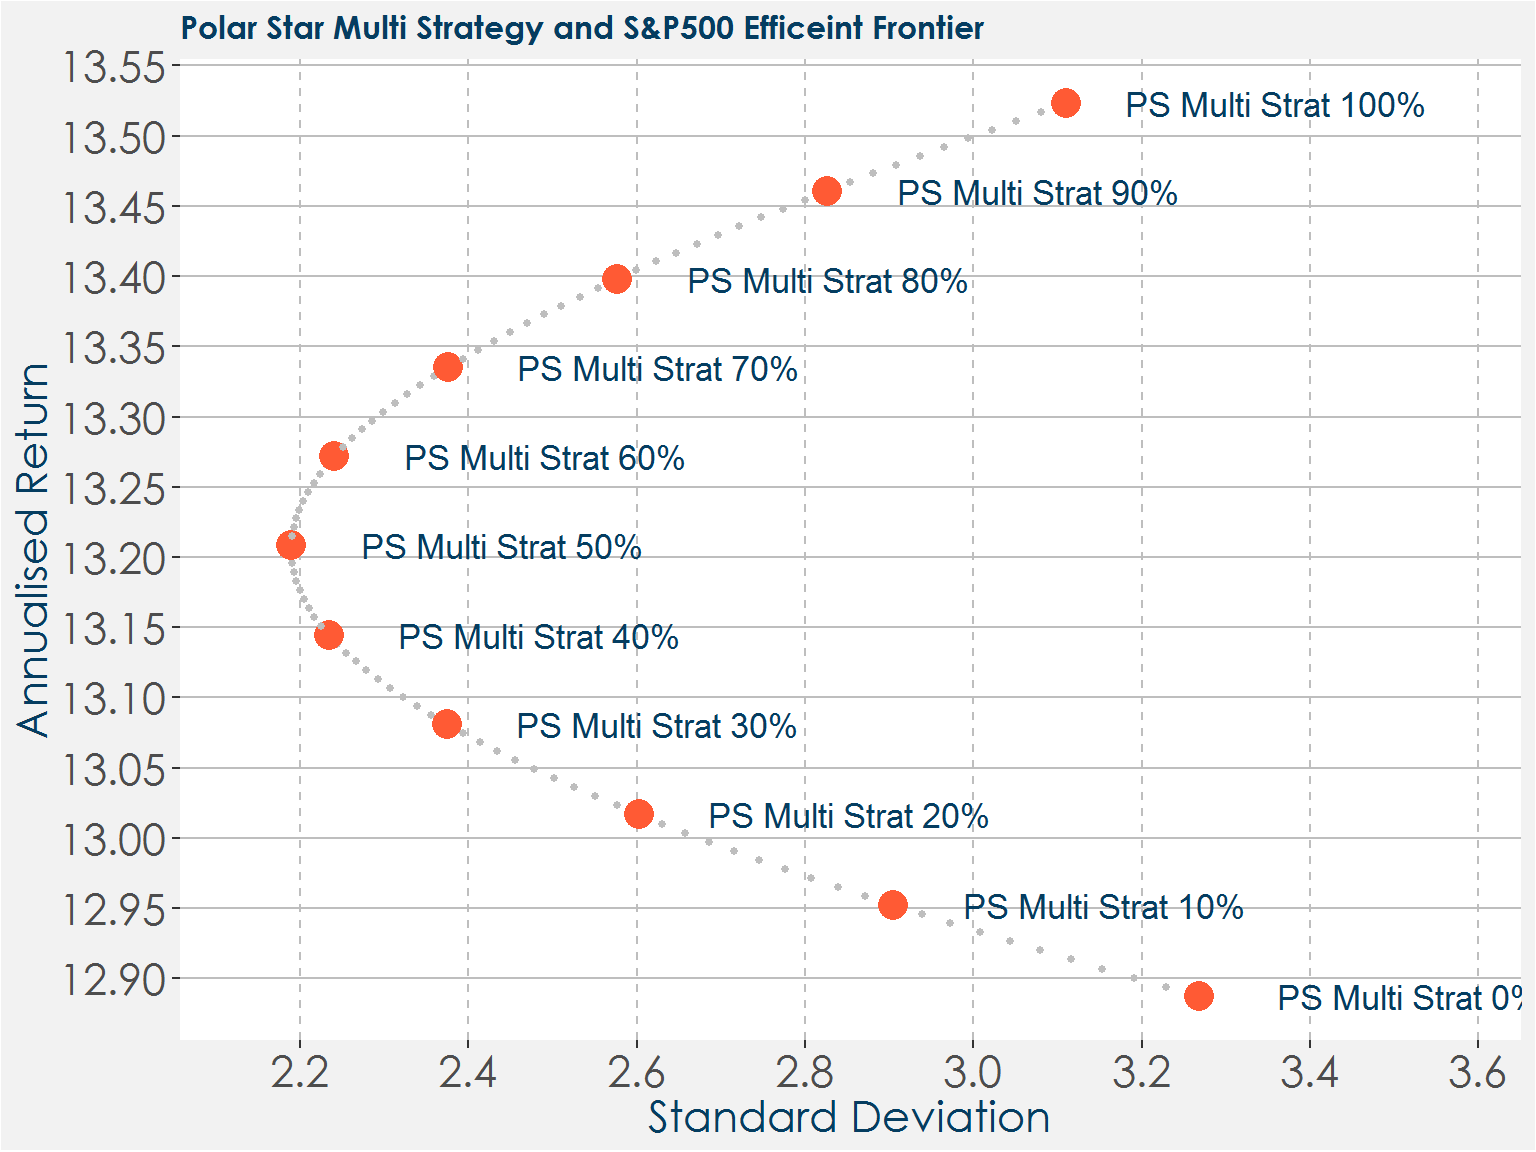 Polar Star Multi Strategy and S&P500 Efficeint Frontier
13.55
PS Multi Strat 100%
13.50
13.45
PS Multi Strat 90%
13.40
PS Multi Strat 80%
13.35
PS Multi Strat 70%
13.30
PS Multi Strat 60%
13.25
13.20
PS Multi Strat 50%
13.15
PS Multi Strat 40%
13.10
PS Multi Strat 30%
13.05
13.00
PS Multi Strat 20%
12.95
PS Multi Strat 10%
12.90
PS Multi Strat 0%
Annualised Return
2.2 2.4 2.6 2.8 3.0 3.2 3.4 3.6
Standard Deviation